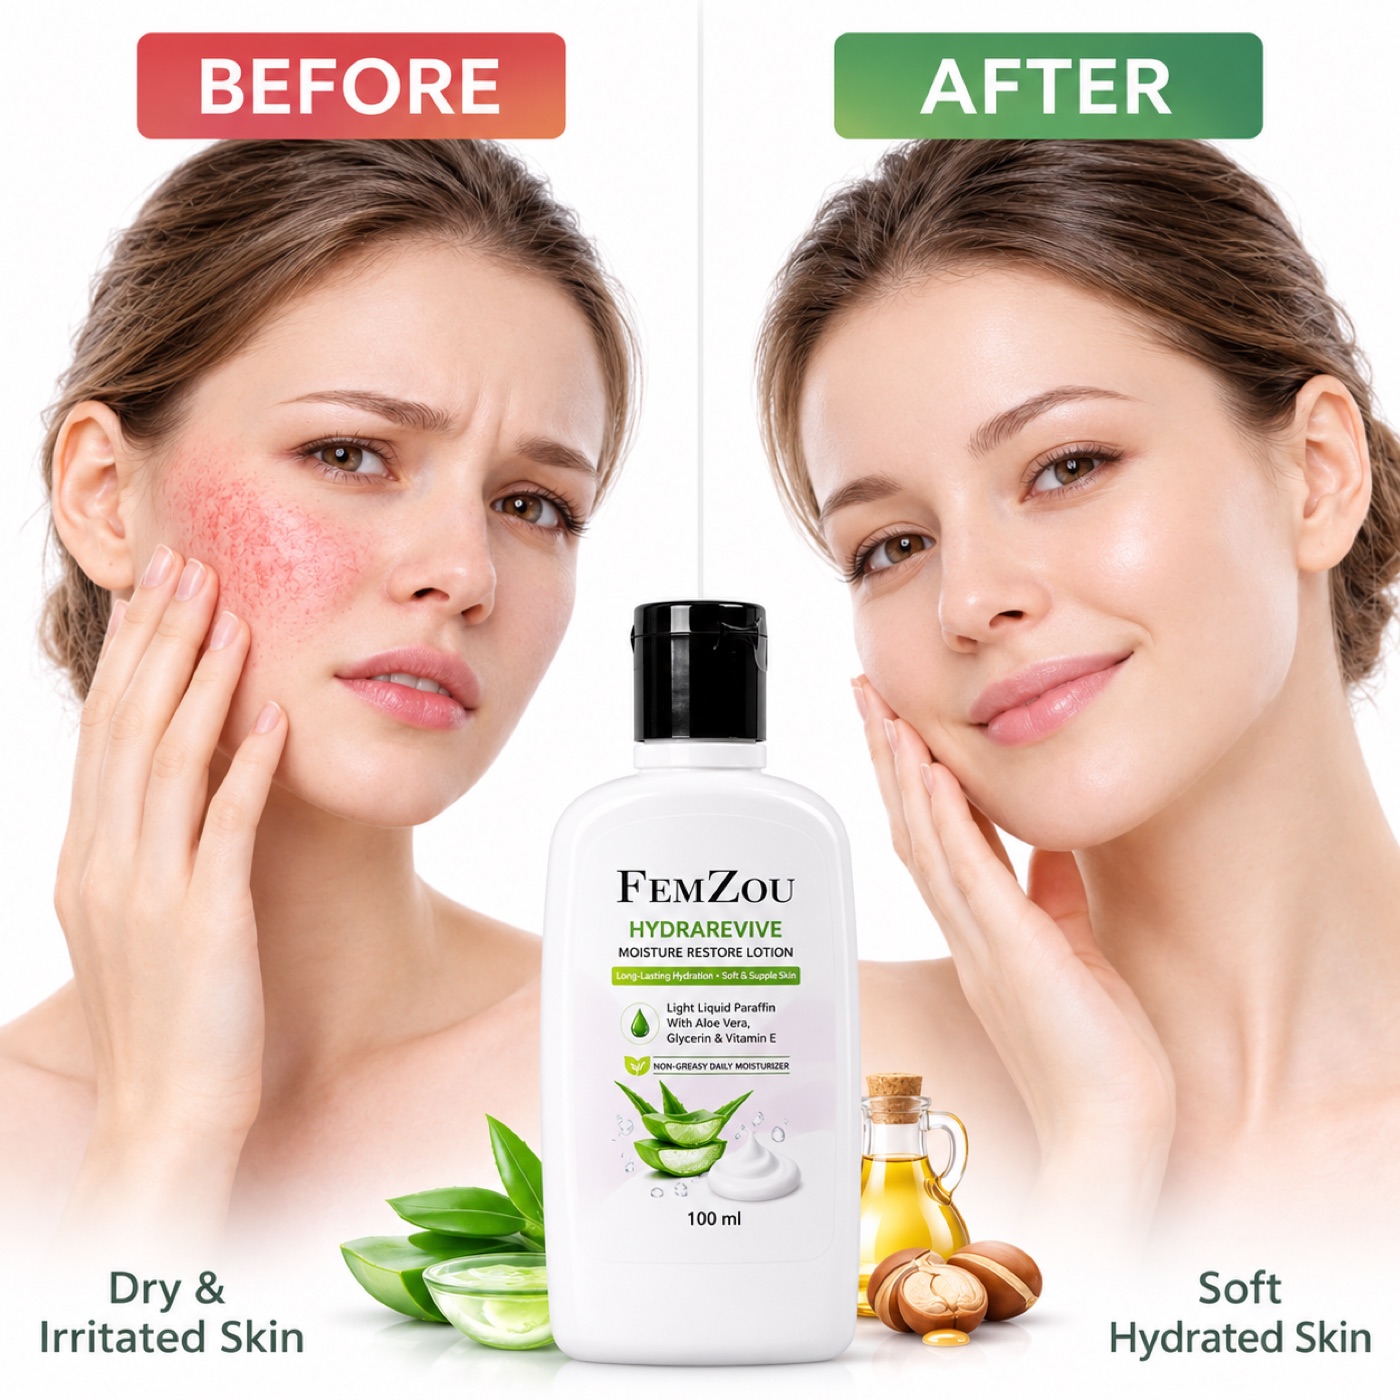 BEFORE
AFTER
FEMZOU
HYDRAREVIVE
MOISTURE RESTORE LOTION
Long-Lasting Hydration • Soft & Supple Skin
Light Liquid Paraffin
With Aloe Vera,
Glycerin & Vitamin E
NON-GREASY DAILY MOISTURIZER
100 ml
Dry &
Irritated Skin
Soft
Hydrated Skin